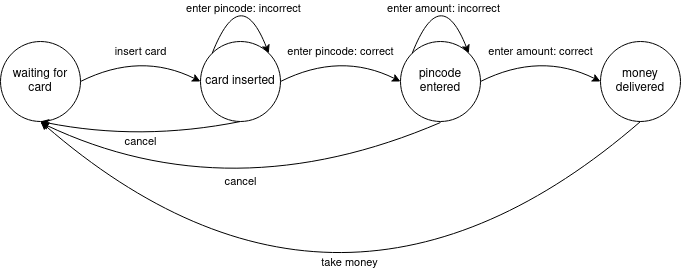 enter pincode: incorrect
enter amount: incorrect
insert card
enter pincode: correct
enter amount: correct
waiting for
card
card inserted
pincode
entered
money
delivered
cancel
cancel
take money